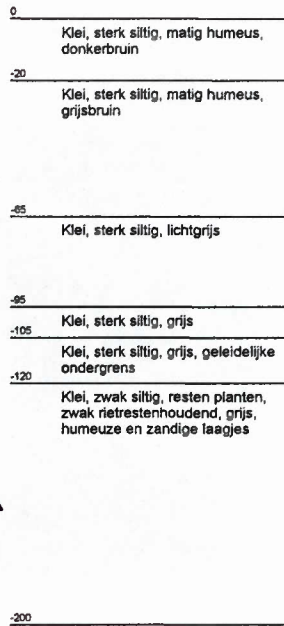 0
Klei, sterk siltig, matig humeus,
donkerbruin
-20
Klei, sterk siltig, matig humeus,
grijsbruin
-65
Klei, sterk siltig, lichtgrijs
-95
Klei, sterk siltig, grijs
-105
Klei, sterk siltig, grijs, geleidelijke
ondergrens
-120
Klei, zwak siltig, resten planten,
zwak rietrestenhoudend, grijs,
humeuze en zandige laagjes
-200